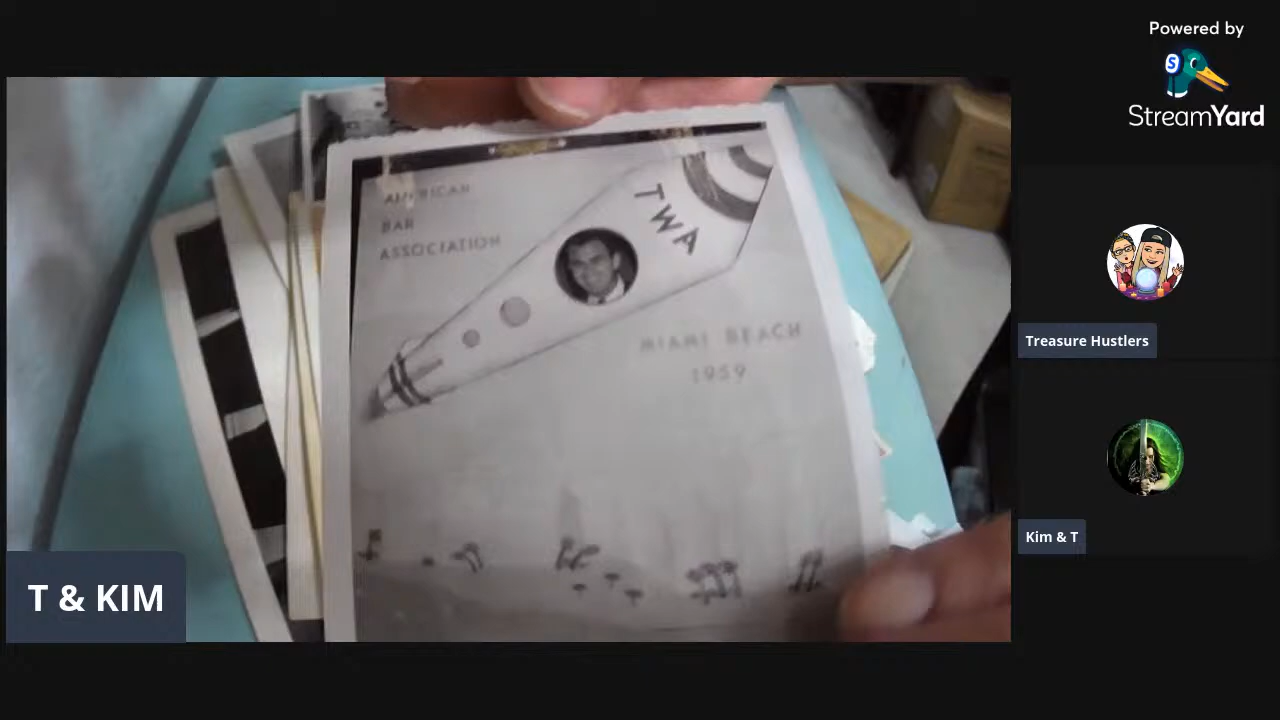 Powered by
StreamYard
AMERICAN
BAR
ASSOCIATION
TWA
MIAMI BEACH
1959
Treasure Hustlers
Kim & T
T & KIM